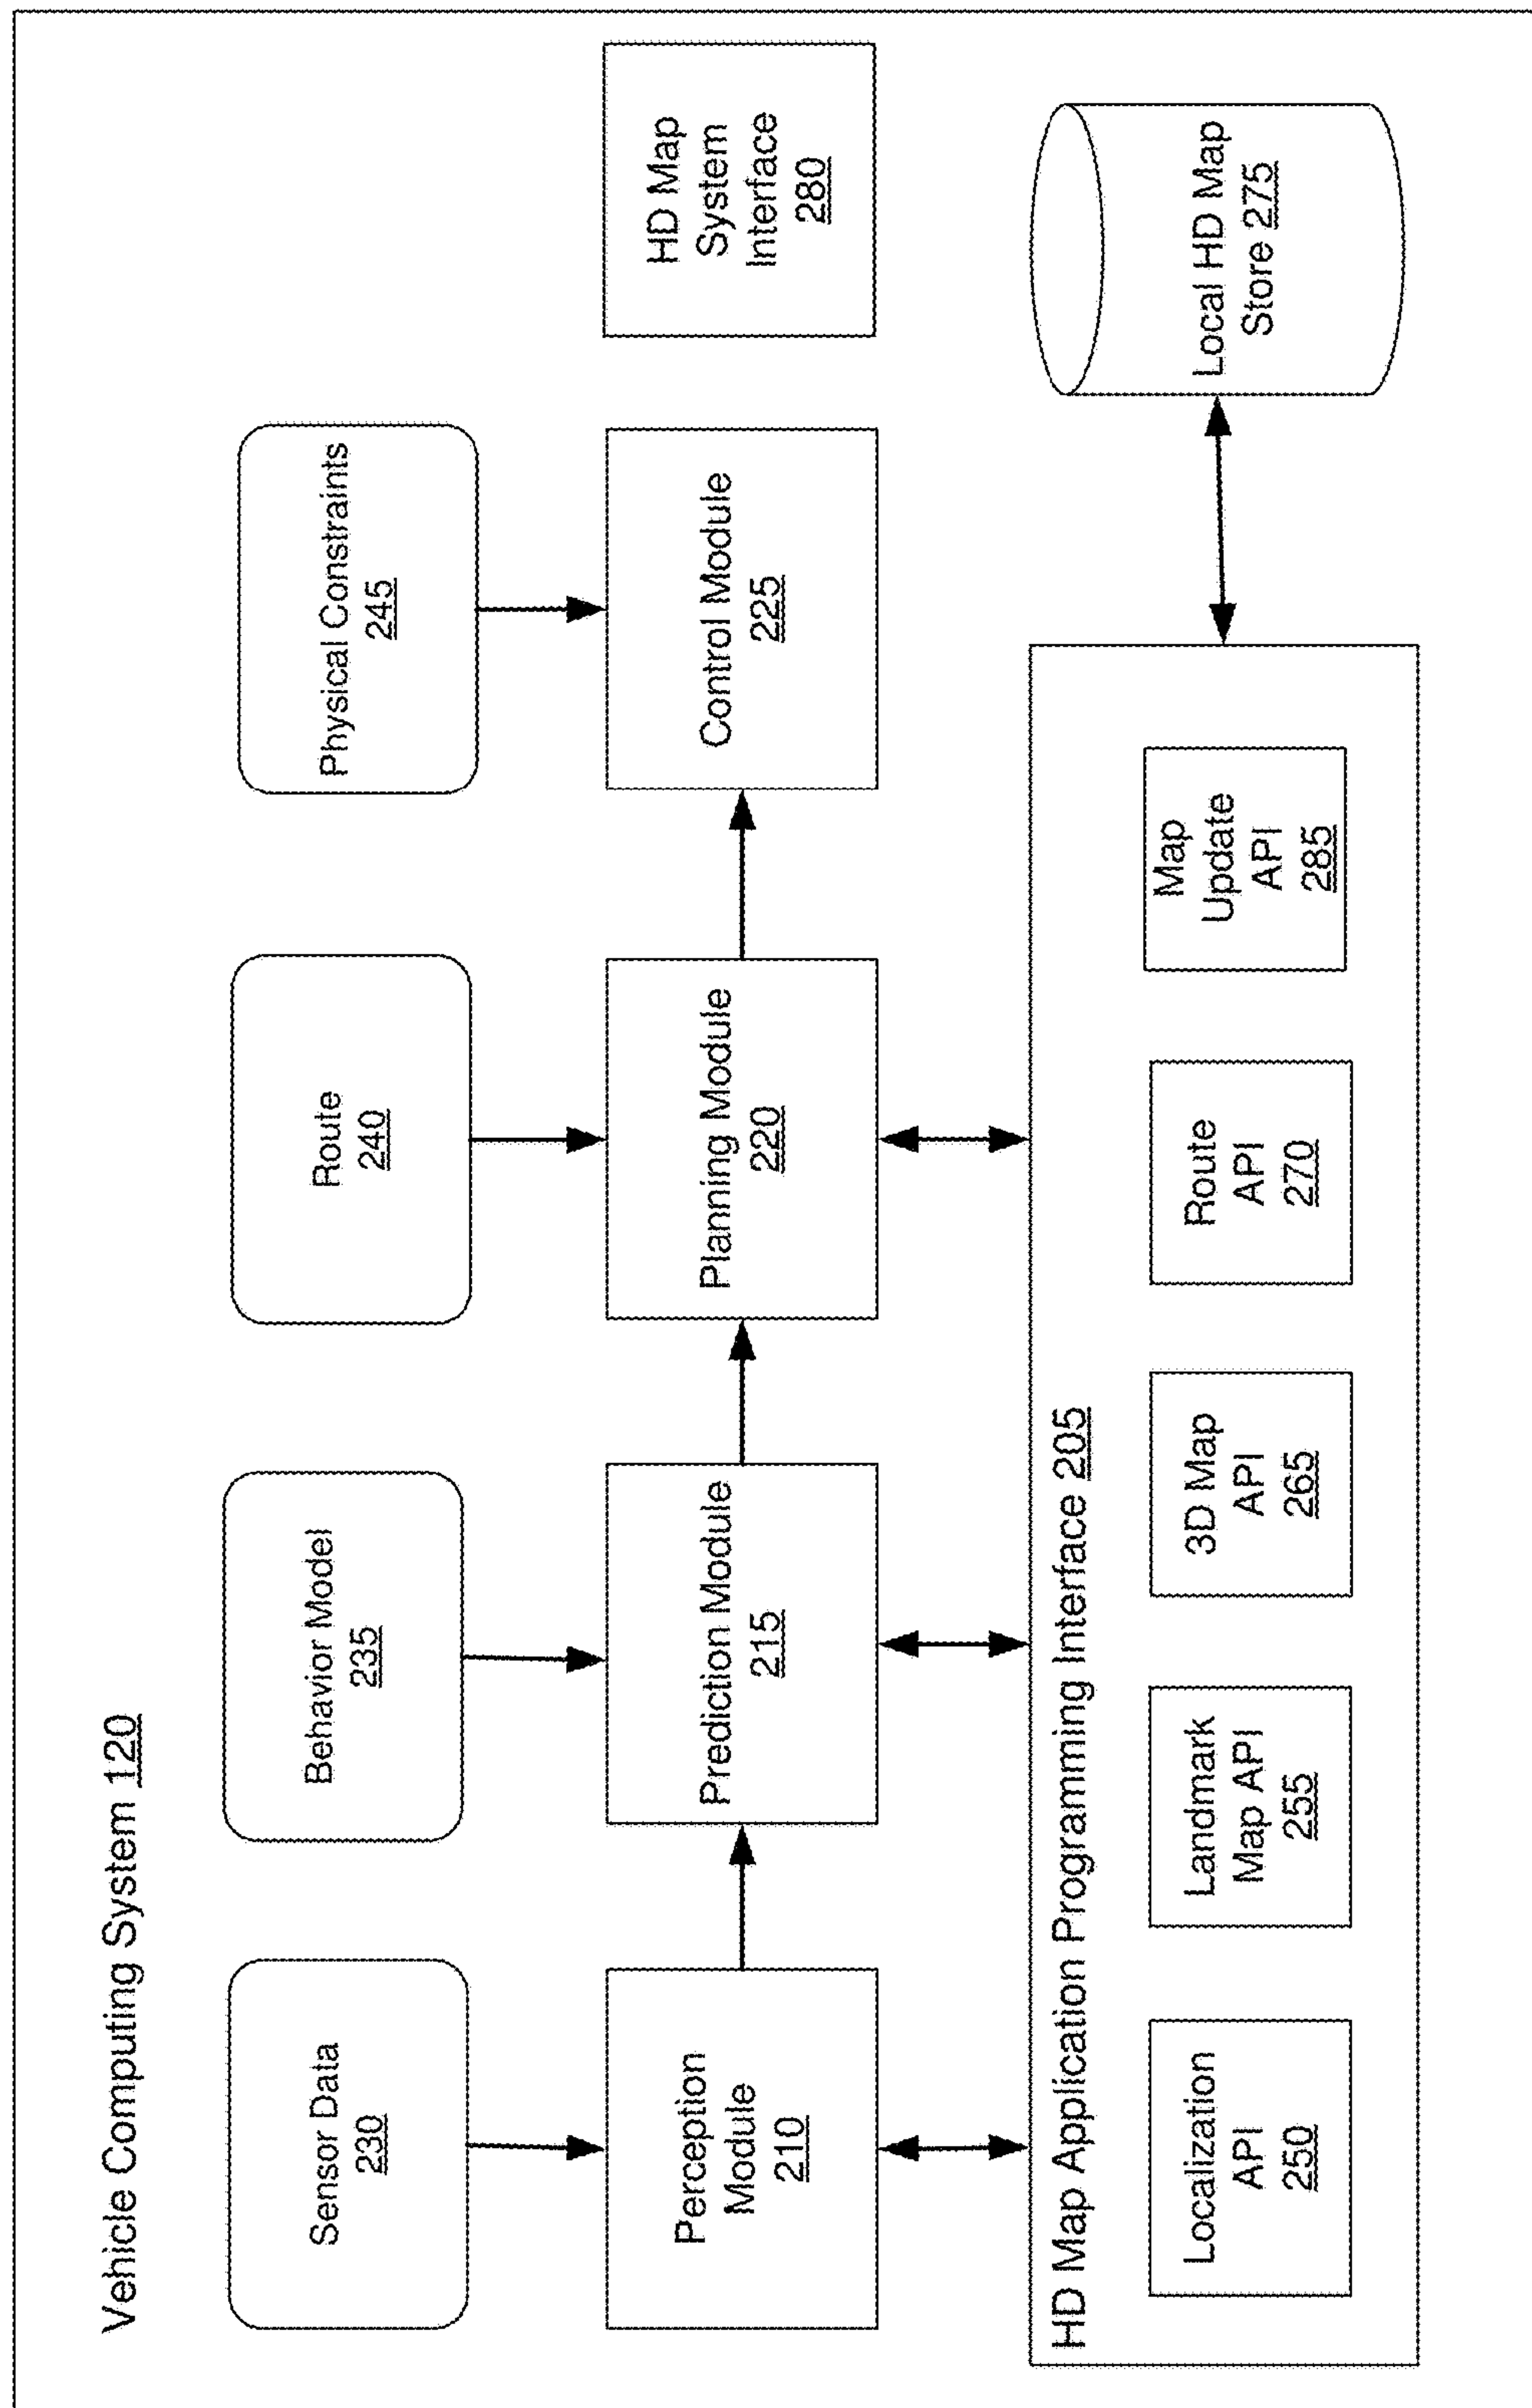 Vehicle Computing System 120
Sensor Data
230
Behavior Model
235
Route
240
Physical Constraints
245
Perception
Module
210
Prediction Module
215
Planning Module
220
Control Module
225
HD Map
System
Interface
280
HD Map Application Programming Interface 205
Localization
API
250
Landmark
Map API
255
3D Map
API
265
Route
API
270
Map
Update
API
285
Local HD Map
Store 275